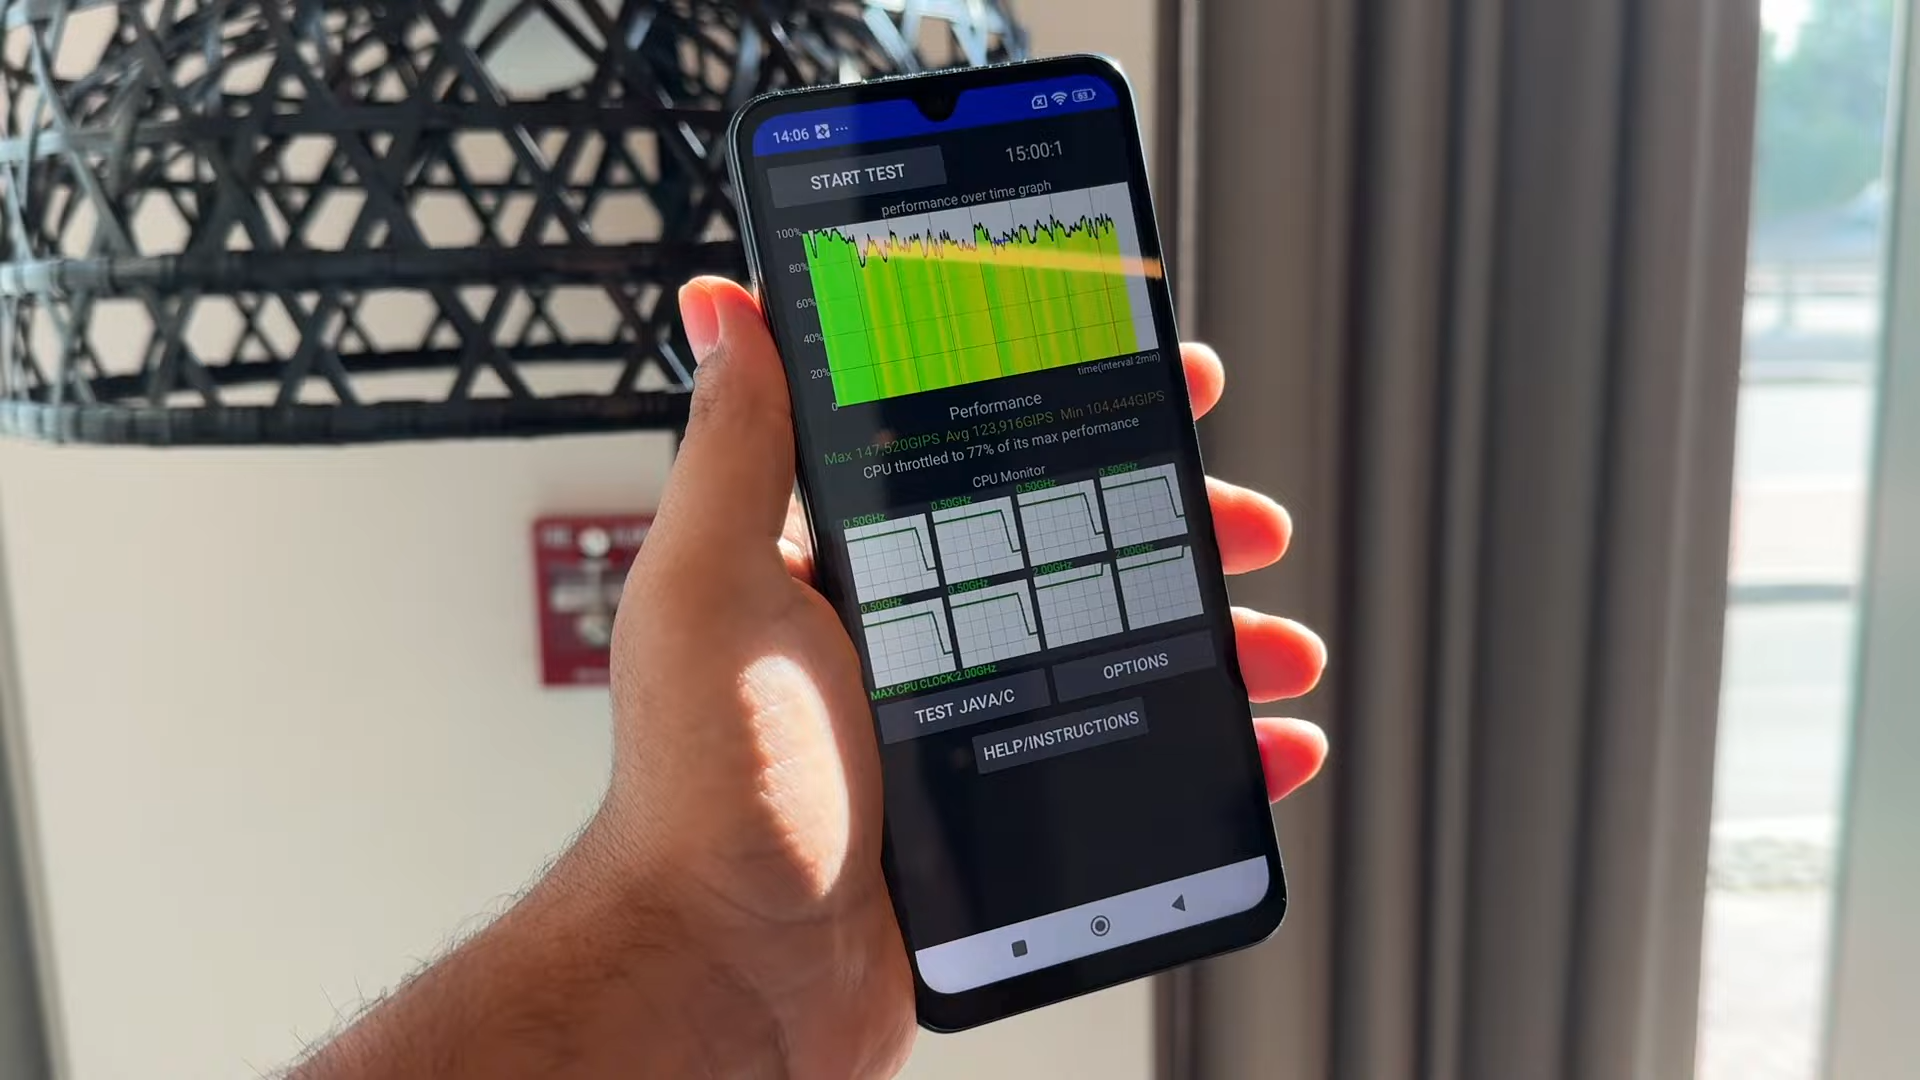 14:06 ... 63
START TEST 15:00:1
performance over time graph
100%
80%
60%
40%
20%
0
time(interval 2min)
Performance
Max 147,520GIPS Avg 123,916GIPS Min 104,444GIPS
CPU throttled to 77% of its max performance
CPU Monitor
0.50GHz 0.50GHz 0.50GHz 0.50GHz
0.50GHz 0.50GHz 2.00GHz 2.00GHz
MAX CPU CLOCK:2.00GHz
TEST JAVA/C OPTIONS
HELP/INSTRUCTIONS